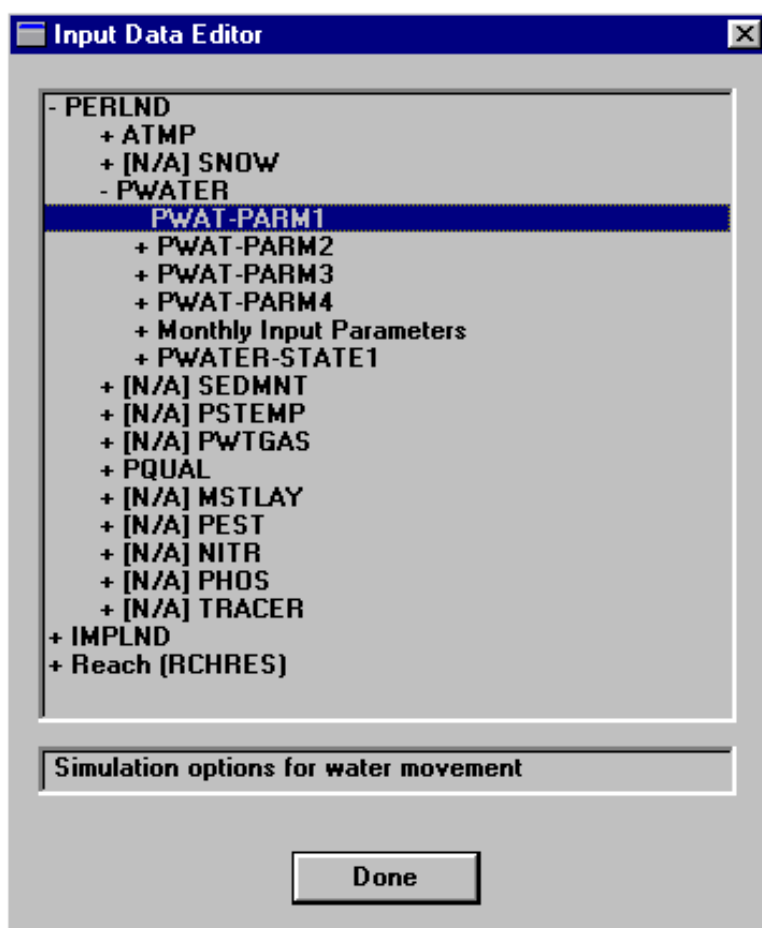 Input Data Editor
- PERLND
+ ATMP
+ [N/A] SNOW
- PWATER
PWAT-PARM1
+ PWAT-PARM2
+ PWAT-PARM3
+ PWAT-PARM4
+ Monthly Input Parameters
+ PWATER-STATE1
+ [N/A] SEDMNT
+ [N/A] PSTEMP
+ [N/A] PWTGAS
+ PQUAL
+ [N/A] MSTLAY
+ [N/A] PEST
+ [N/A] NITR
+ [N/A] PHOS
+ [N/A] TRACER
+ IMPLND
+ Reach (RCHRES)
Simulation options for water movement
Done